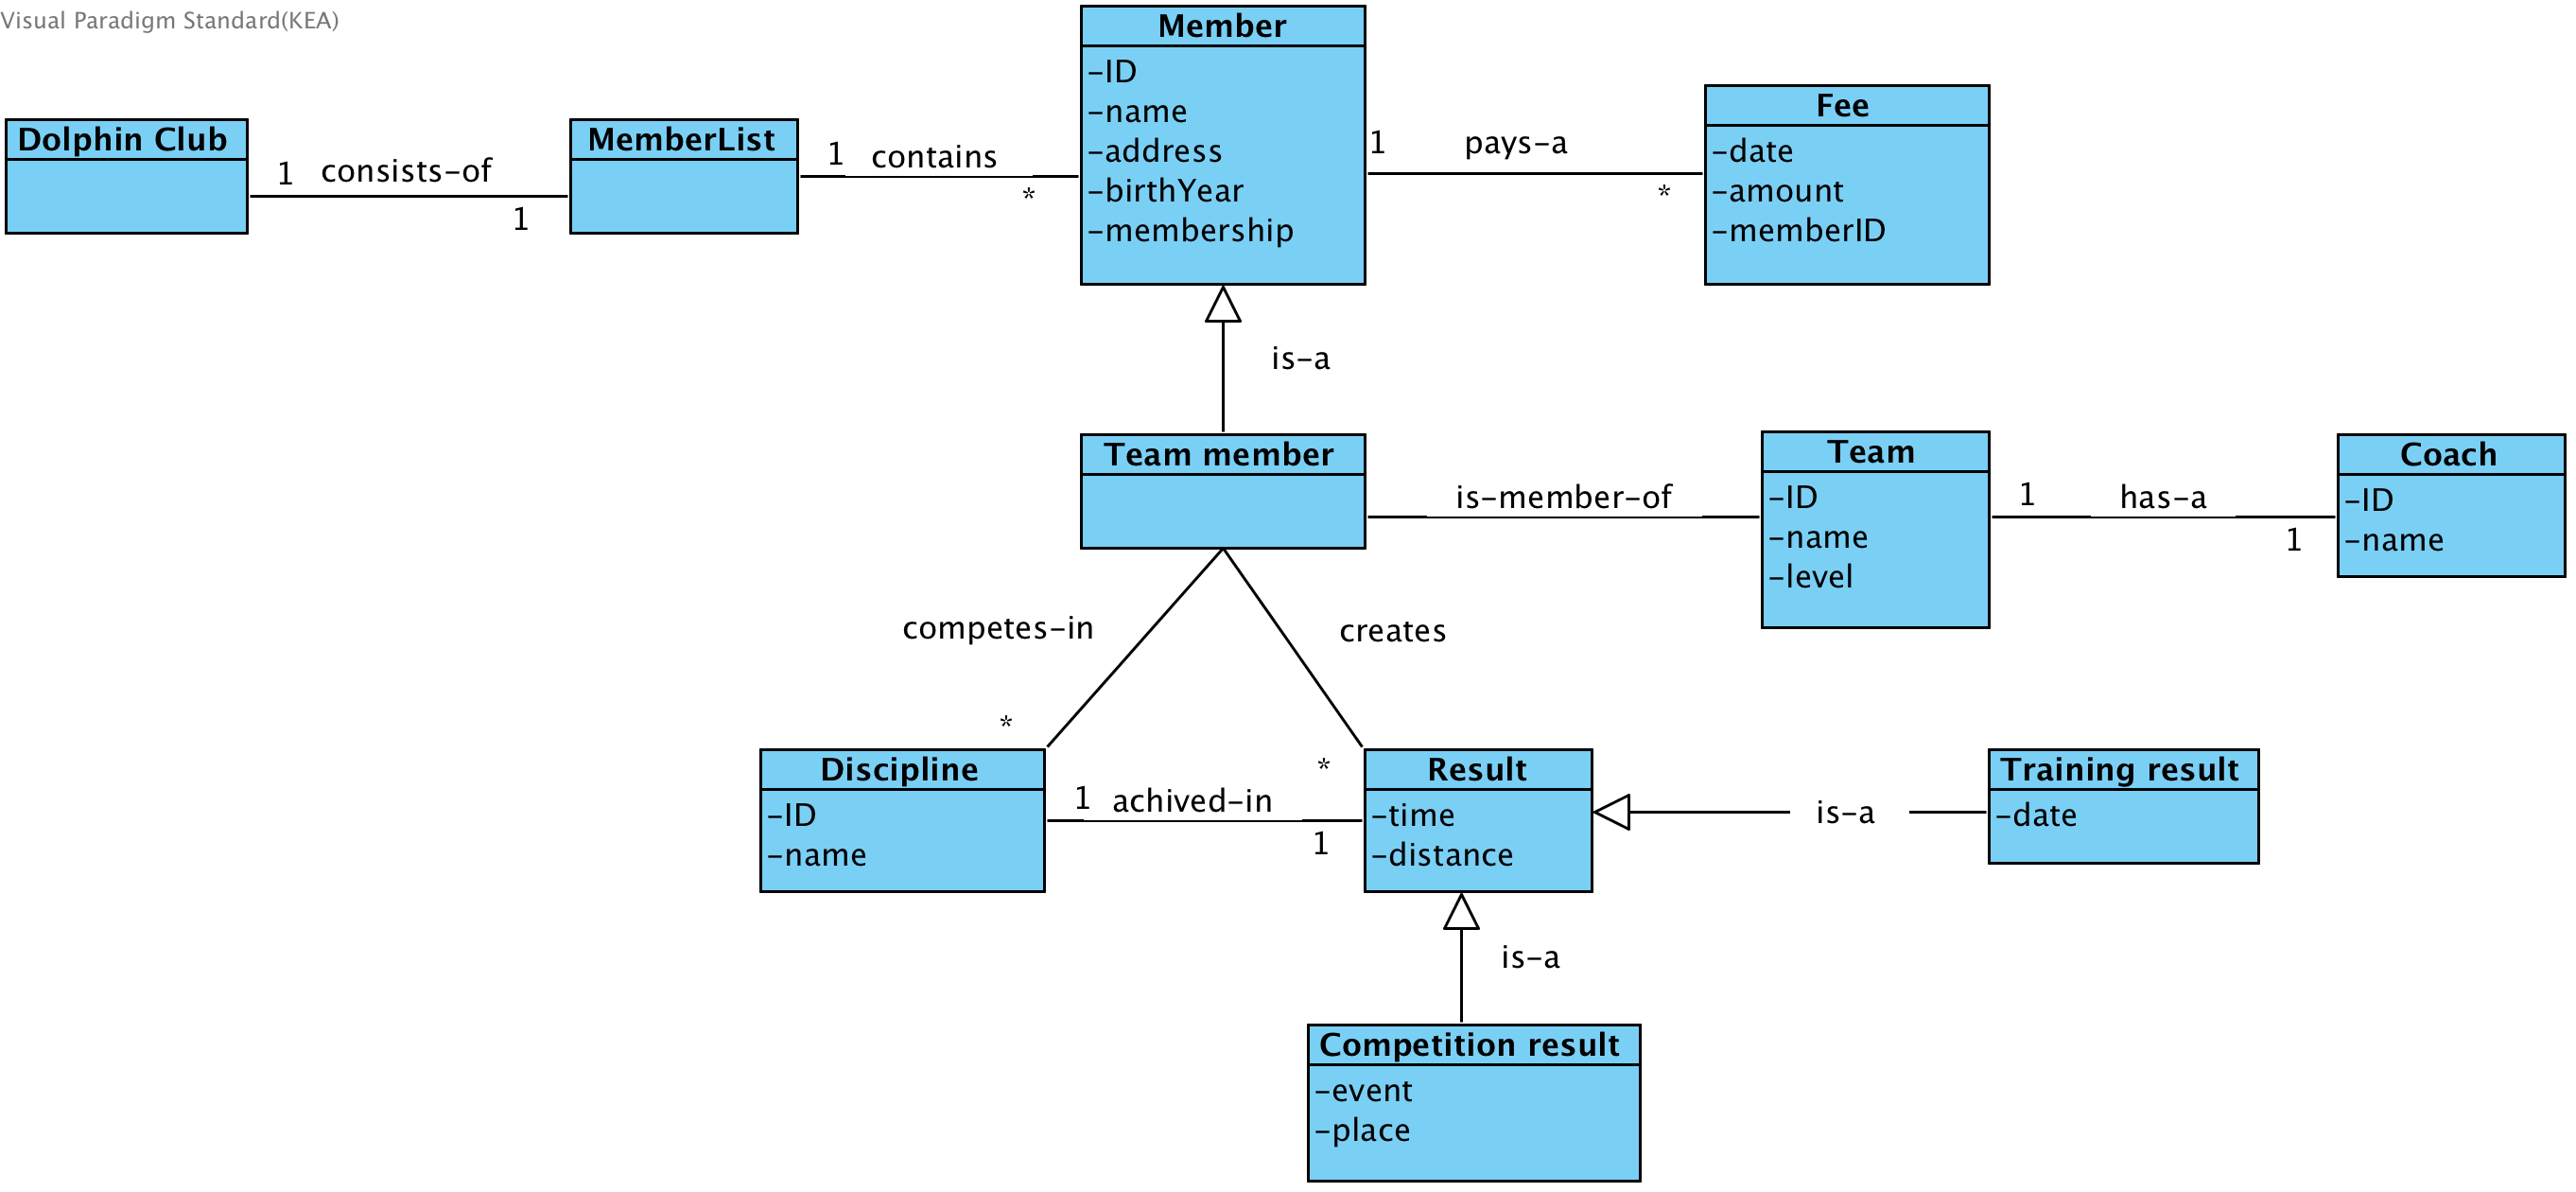 Visual Paradigm Standard(KEA)
Dolphin Club
1
consists-of
1
MemberList
1
contains
*
Member
-ID
-name
-address
-birthYear
-membership
1
pays-a
*
Fee
-date
-amount
-memberID
is-a
Team member
is-member-of
Team
-ID
-name
-level
1
has-a
1
Coach
-ID
-name
competes-in
*
creates
*
Discipline
-ID
-name
1
achived-in
1
Result
-time
-distance
is-a
Training result
-date
is-a
Competition result
-event
-place